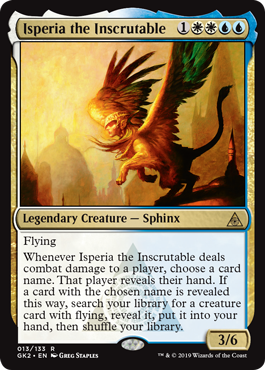 Isperia the Inscrutable 1
Legendary Creature — Sphinx
Flying
Whenever Isperia the Inscrutable deals
combat damage to a player, choose a card
name. That player reveals their hand. If
a card with the chosen name is revealed
this way, search your library for a creature
card with flying, reveal it, put it into your
hand, then shuffle your library.
3/6
013/133 R
GK2 • EN Greg Staples
™ & © 2019 Wizards of the Coast